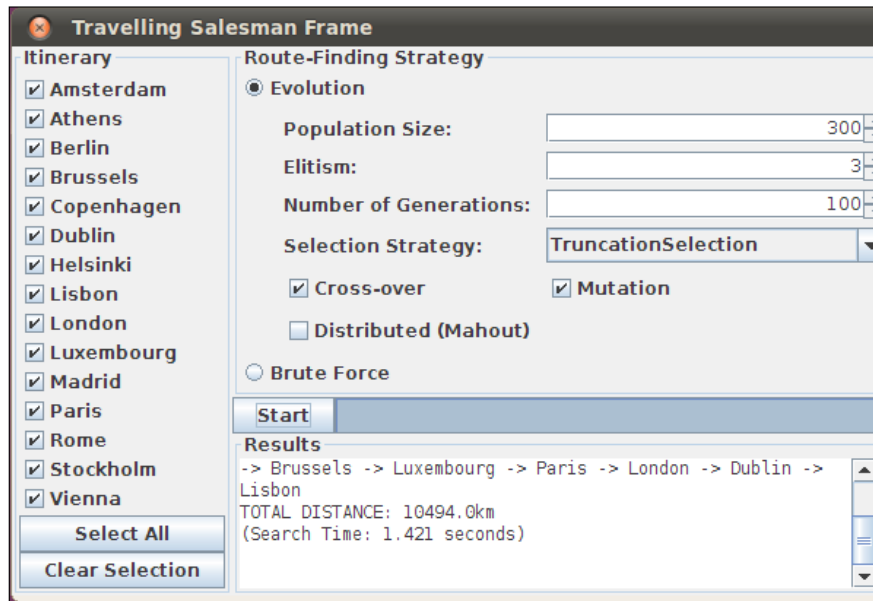 Travelling Salesman Frame
Itinerary
Amsterdam
Athens
Berlin
Brussels
Copenhagen
Dublin
Helsinki
Lisbon
London
Luxembourg
Madrid
Paris
Rome
Stockholm
Vienna
Select All
Clear Selection
Route-Finding Strategy
Evolution
Population Size: 300
Elitism: 3
Number of Generations: 100
Selection Strategy: TruncationSelection
Cross-over Mutation
Distributed (Mahout)
Brute Force
Start
Results
-> Brussels -> Luxembourg -> Paris -> London -> Dublin ->
Lisbon
TOTAL DISTANCE: 10494.0km
(Search Time: 1.421 seconds)